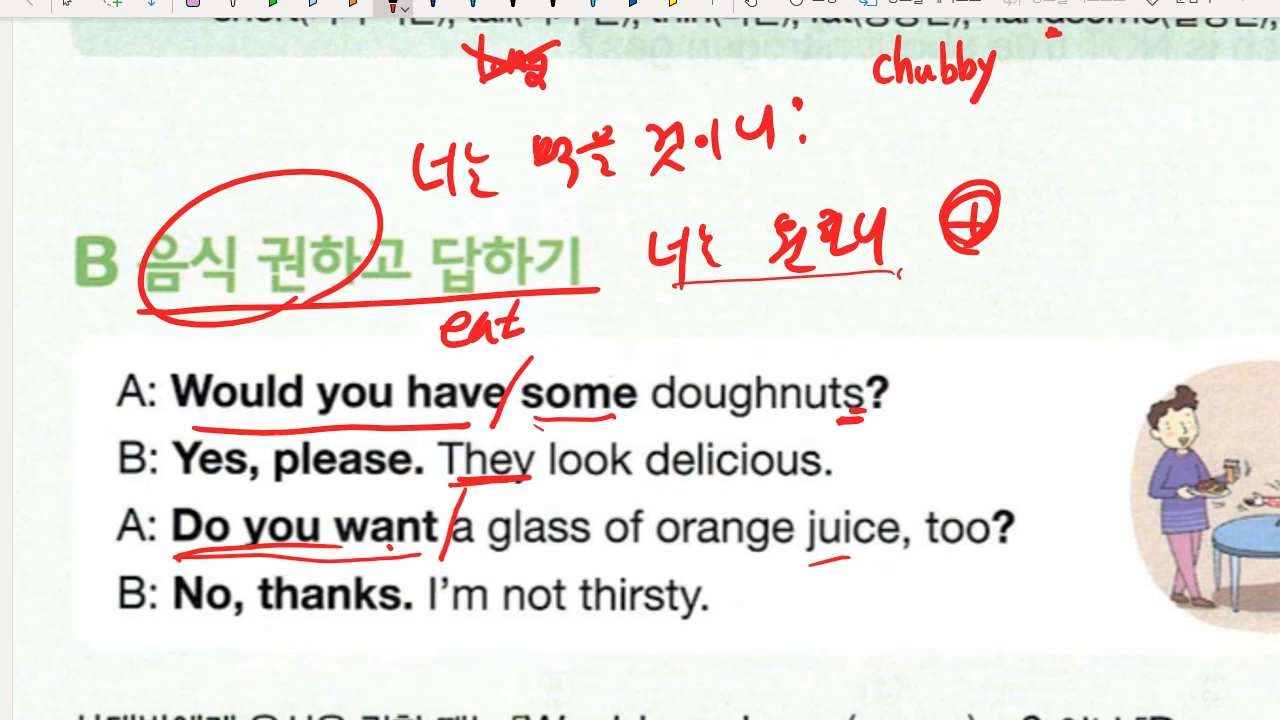 long
chubby
너는 먹을 것이니?
B 음식 권하고 답하기
너는 원하니
eat
A: Would you have / some doughnuts?
B: Yes, please. They look delicious.
A: Do you want / a glass of orange juice, too?
B: No, thanks. I'm not thirsty.